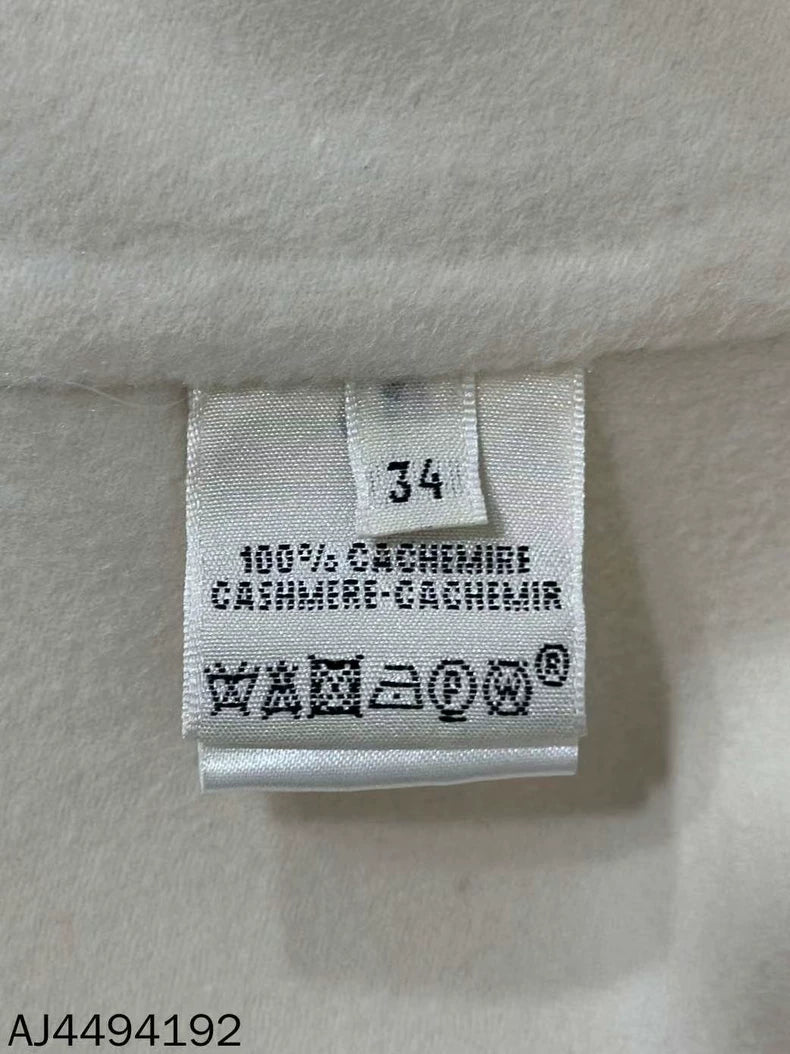 34
100% CACHEMIRE
CASHMERE-CACHEMIR
P
W
®
AJ4494192